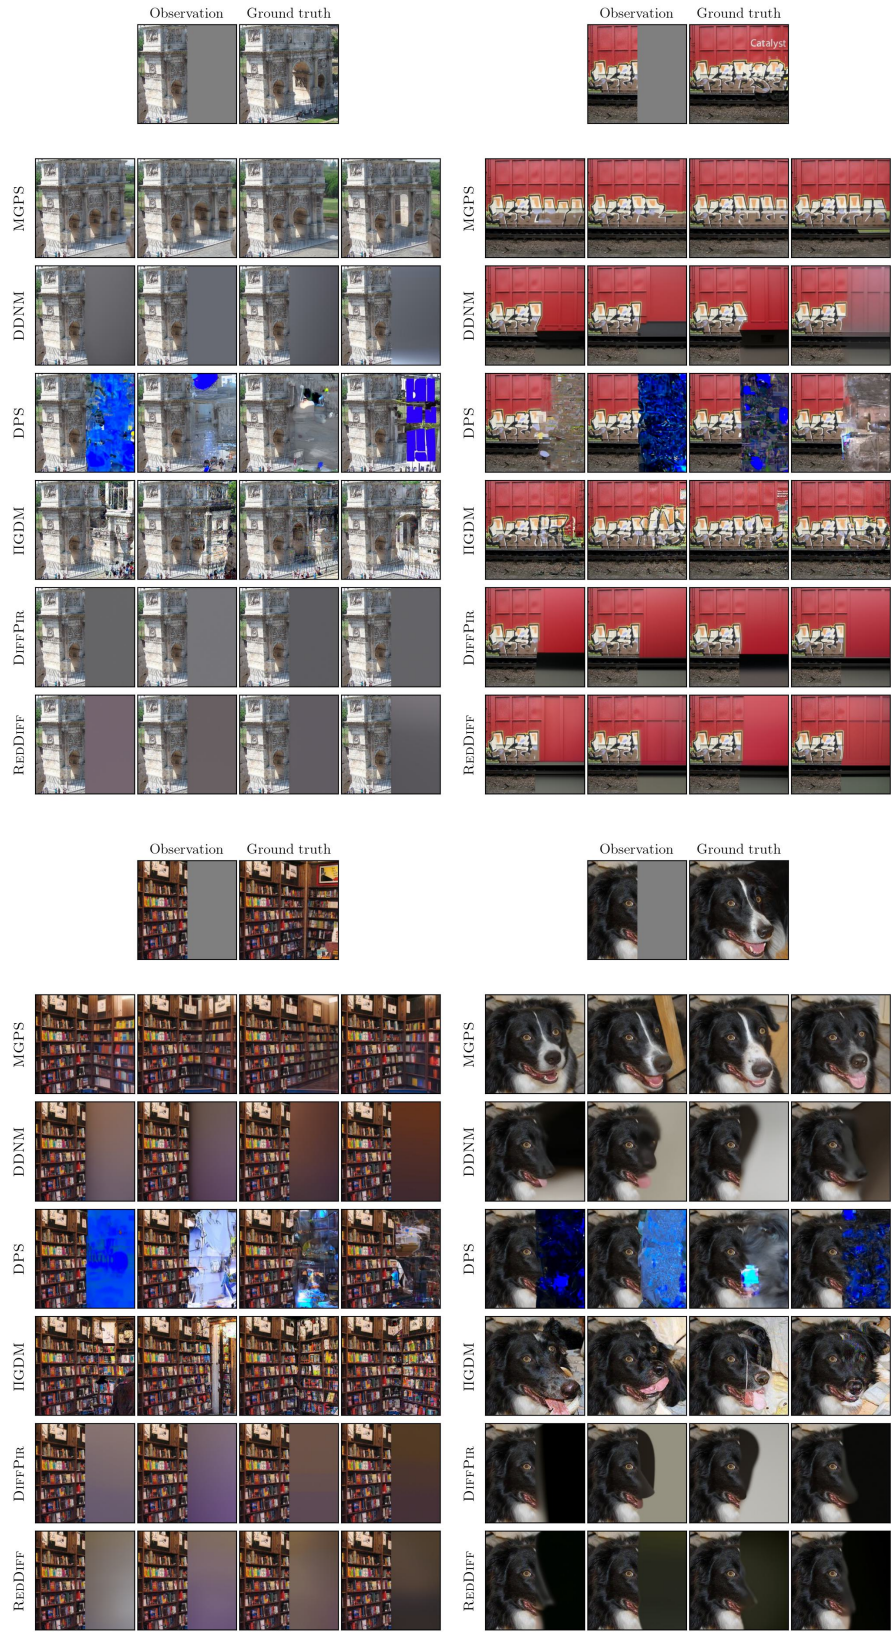 Observation Ground truth
Observation Ground truth
Catalyst
MGPS
DDNM
DPS
ΠGDM
DIFFPIR
REDDIFF
MGPS
DDNM
DPS
ΠGDM
DIFFPIR
REDDIFF
Observation Ground truth
Observation Ground truth
MGPS
DDNM
DPS
ΠGDM
DIFFPIR
REDDIFF
MGPS
DDNM
DPS
ΠGDM
DIFFPIR
REDDIFF